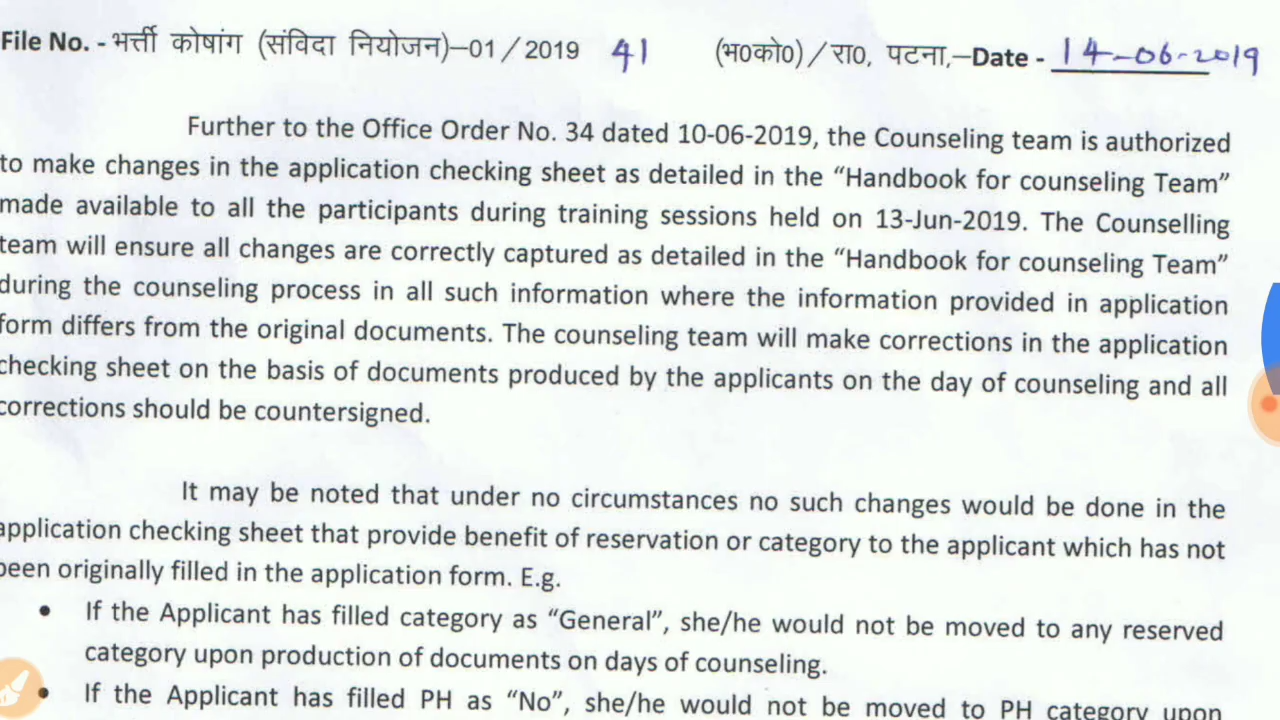 File No. - भर्त्ती कोषांग (संविदा नियोजन)–01 / 2019 41 (भ0को0) / रा0, पटना,–Date - 14-06-2019
Further to the Office Order No. 34 dated 10-06-2019, the Counseling team is authorized
to make changes in the application checking sheet as detailed in the “Handbook for counseling Team”
made available to all the participants during training sessions held on 13-Jun-2019. The Counselling
team will ensure all changes are correctly captured as detailed in the “Handbook for counseling Team”
during the counseling process in all such information where the information provided in application
form differs from the original documents. The counseling team will make corrections in the application
checking sheet on the basis of documents produced by the applicants on the day of counseling and all
corrections should be countersigned.
It may be noted that under no circumstances no such changes would be done in the
application checking sheet that provide benefit of reservation or category to the applicant which has not
been originally filled in the application form. E.g.
• If the Applicant has filled category as “General”, she/he would not be moved to any reserved
category upon production of documents on days of counseling.
• If the Applicant has filled PH as “No”, she/he would not be moved to PH category upon